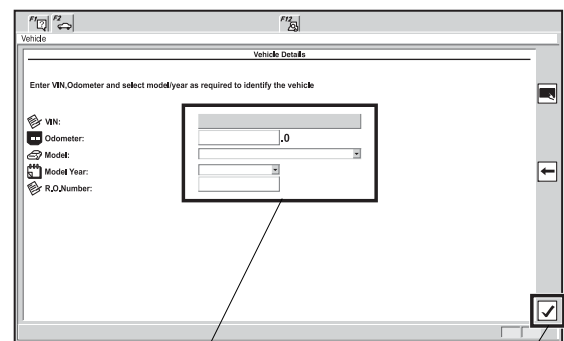 F1 F2 F12
Vehicle
Vehicle Details
Enter VIN,Odometer and select model/year as required to identify the vehicle
VIN:
Odometer: .0
Model:
Model Year:
R.O.Number: